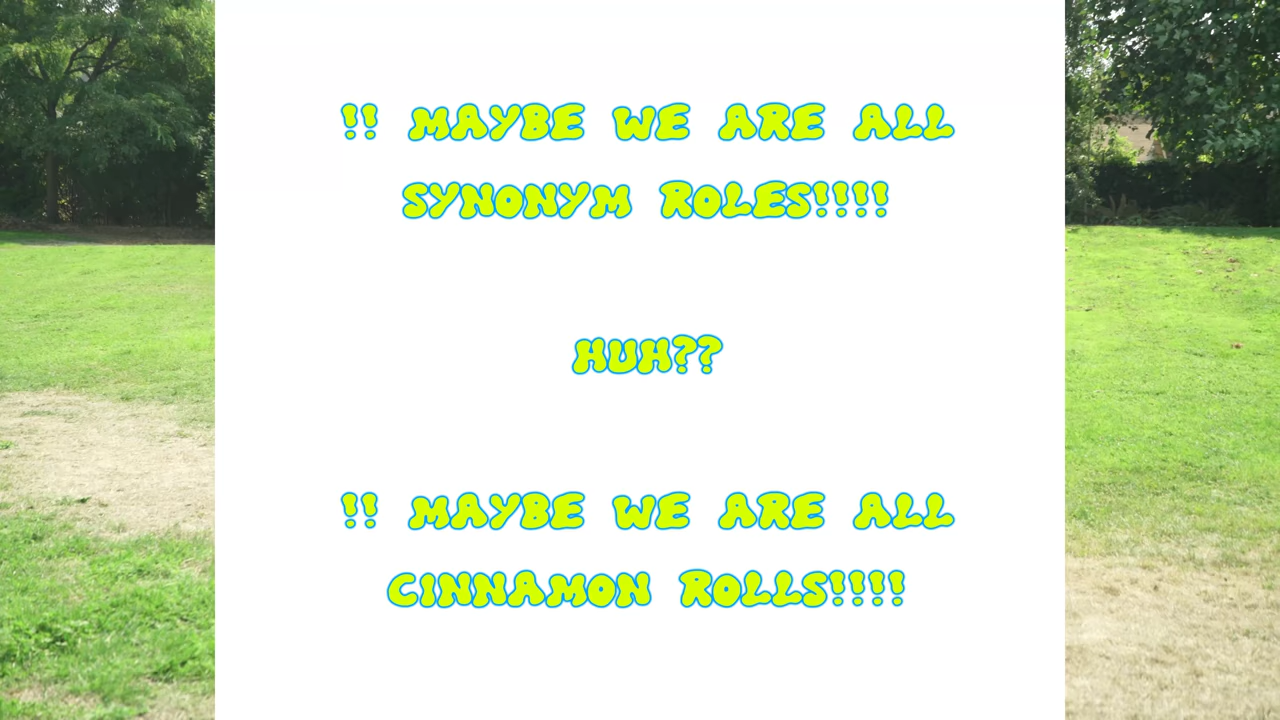 !! MAYBE WE ARE ALL
SYNONYM ROLES!!!!
HUH??
!! MAYBE WE ARE ALL
CINNAMON ROLLS!!!!